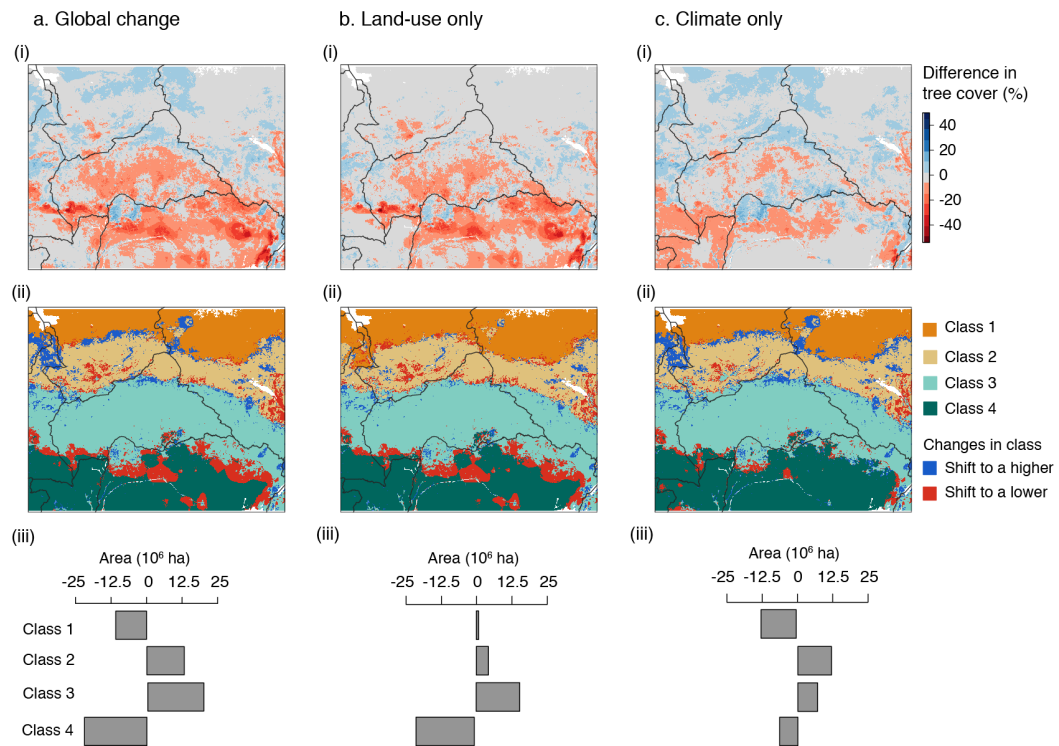 a. Global change
b. Land-use only
c. Climate only
(i)
(i)
(i)
Difference in
tree cover (%)
40
20
0
-20
-40
(ii)
(ii)
(ii)
Class 1
Class 2
Class 3
Class 4
Changes in class
Shift to a higher
Shift to a lower
(iii)
(iii)
(iii)
Area (10⁶ ha)
-25 -12.5 0 12.5 25
Area (10⁶ ha)
-25 -12.5 0 12.5 25
Area (10⁶ ha)
-25 -12.5 0 12.5 25
Class 1
Class 2
Class 3
Class 4